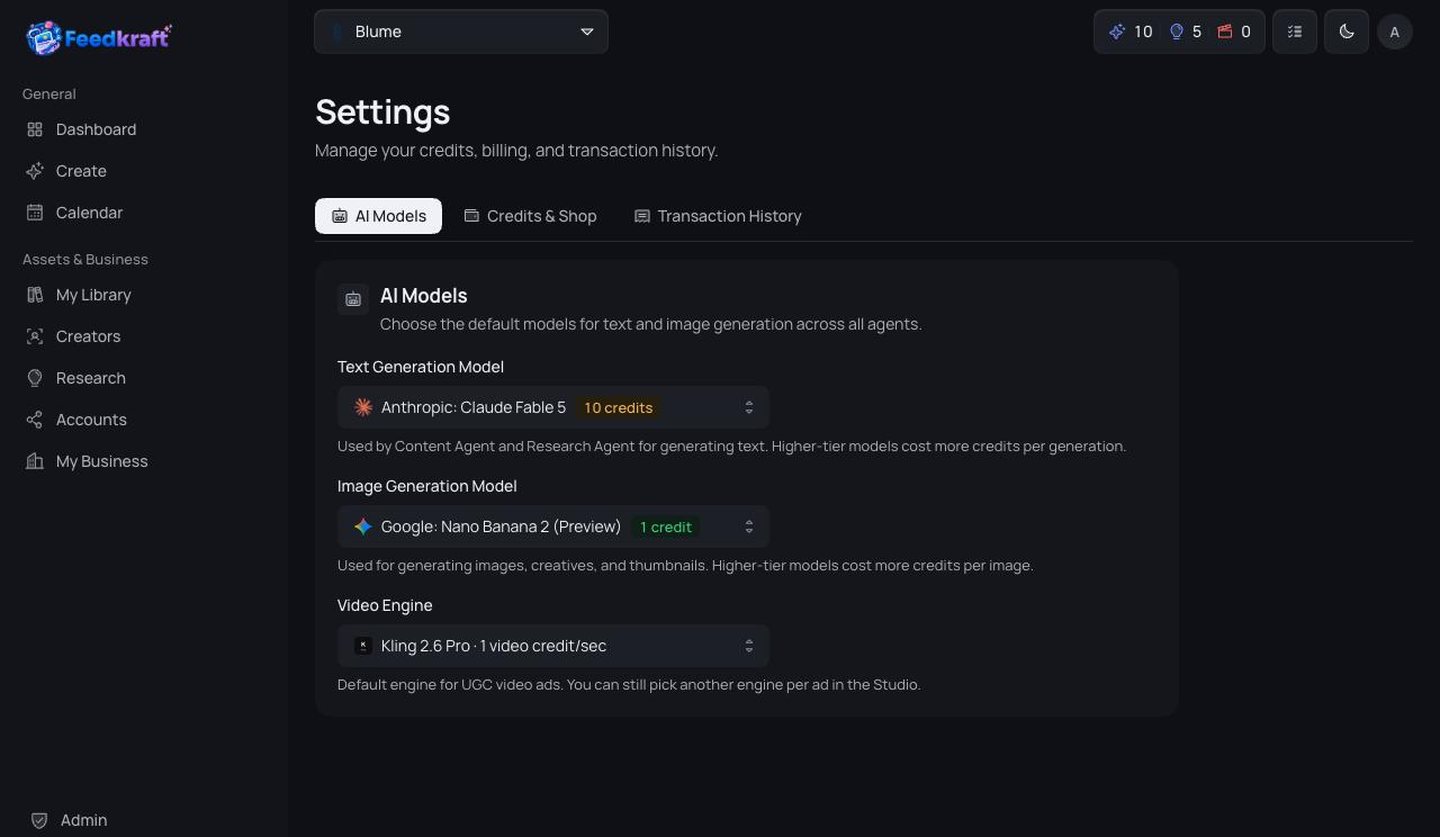 Feedkraft
Blume
10 5 0
A
General
Dashboard
Create
Calendar
Assets & Business
My Library
Creators
Research
Accounts
My Business
Admin
Settings
Manage your credits, billing, and transaction history.
AI Models Credits & Shop Transaction History
AI Models
Choose the default models for text and image generation across all agents.
Text Generation Model
Anthropic: Claude Fable 5 10 credits
Used by Content Agent and Research Agent for generating text. Higher-tier models cost more credits per generation.
Image Generation Model
Google: Nano Banana 2 (Preview) 1 credit
Used for generating images, creatives, and thumbnails. Higher-tier models cost more credits per image.
Video Engine
Kling 2.6 Pro · 1 video credit/sec
Default engine for UGC video ads. You can still pick another engine per ad in the Studio.